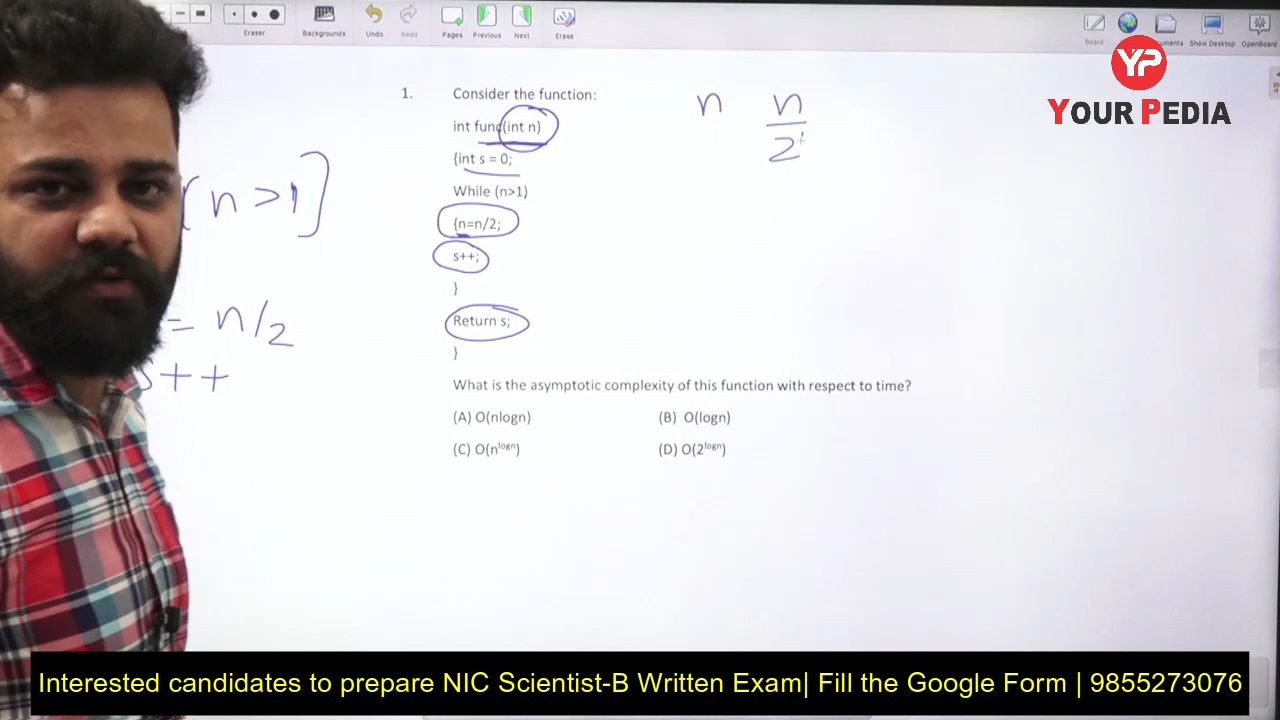 Eraser
Backgrounds
Undo
Redo
Pages
Previous
Next
Erase
Board
Show Desktop
OpenBoard
YP
YOUR PEDIA
1. Consider the function:
int func(int n)
{int s = 0;
While (n>1)
{n=n/2;
s++;
}
Return s;
}
What is the asymptotic complexity of this function with respect to time?
(A) O(nlogn) (B) O(logn)
(C) O(n^logn) (D) O(2^logn)
n n/2
(n>1]
= n/2
s++
Interested candidates to prepare NIC Scientist-B Written Exam| Fill the Google Form | 9855273076